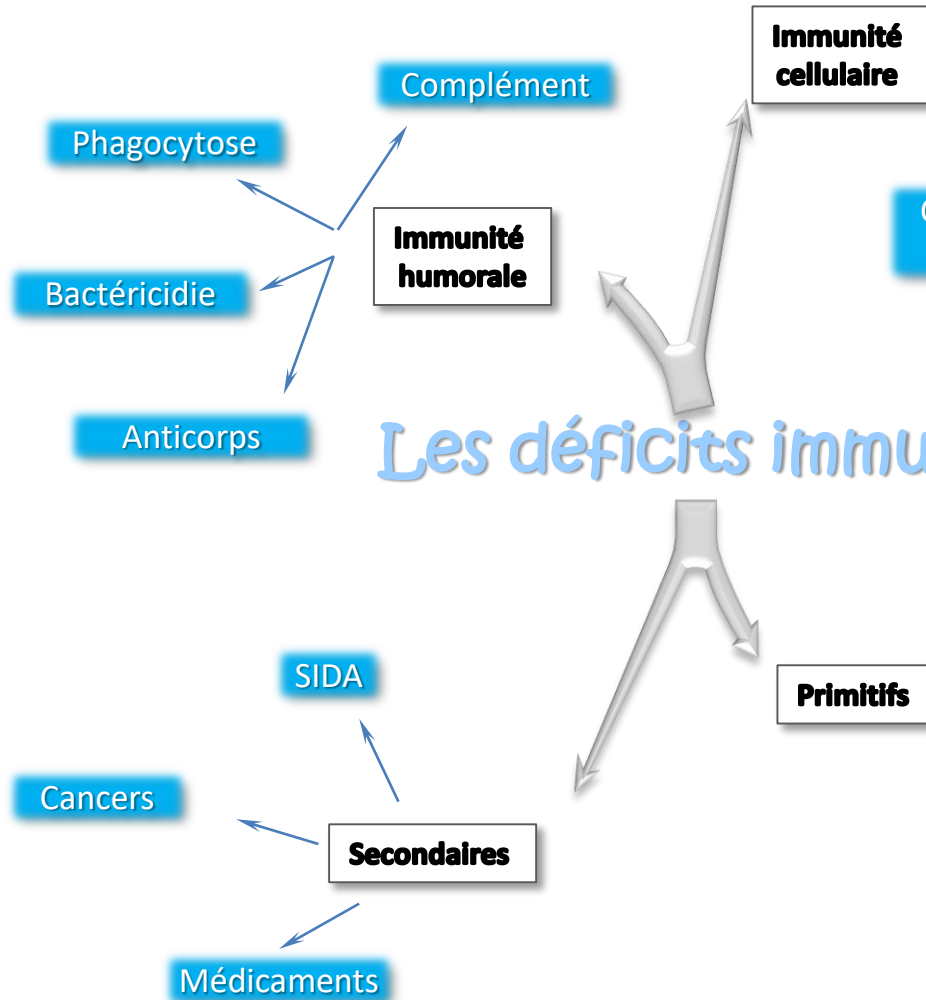 Immunité
cellulaire
Complément
Phagocytose
Immunité
humorale
Bactéricidie
Anticorps
Les déficits immu
SIDA
Primitifs
Cancers
Secondaires
Médicaments